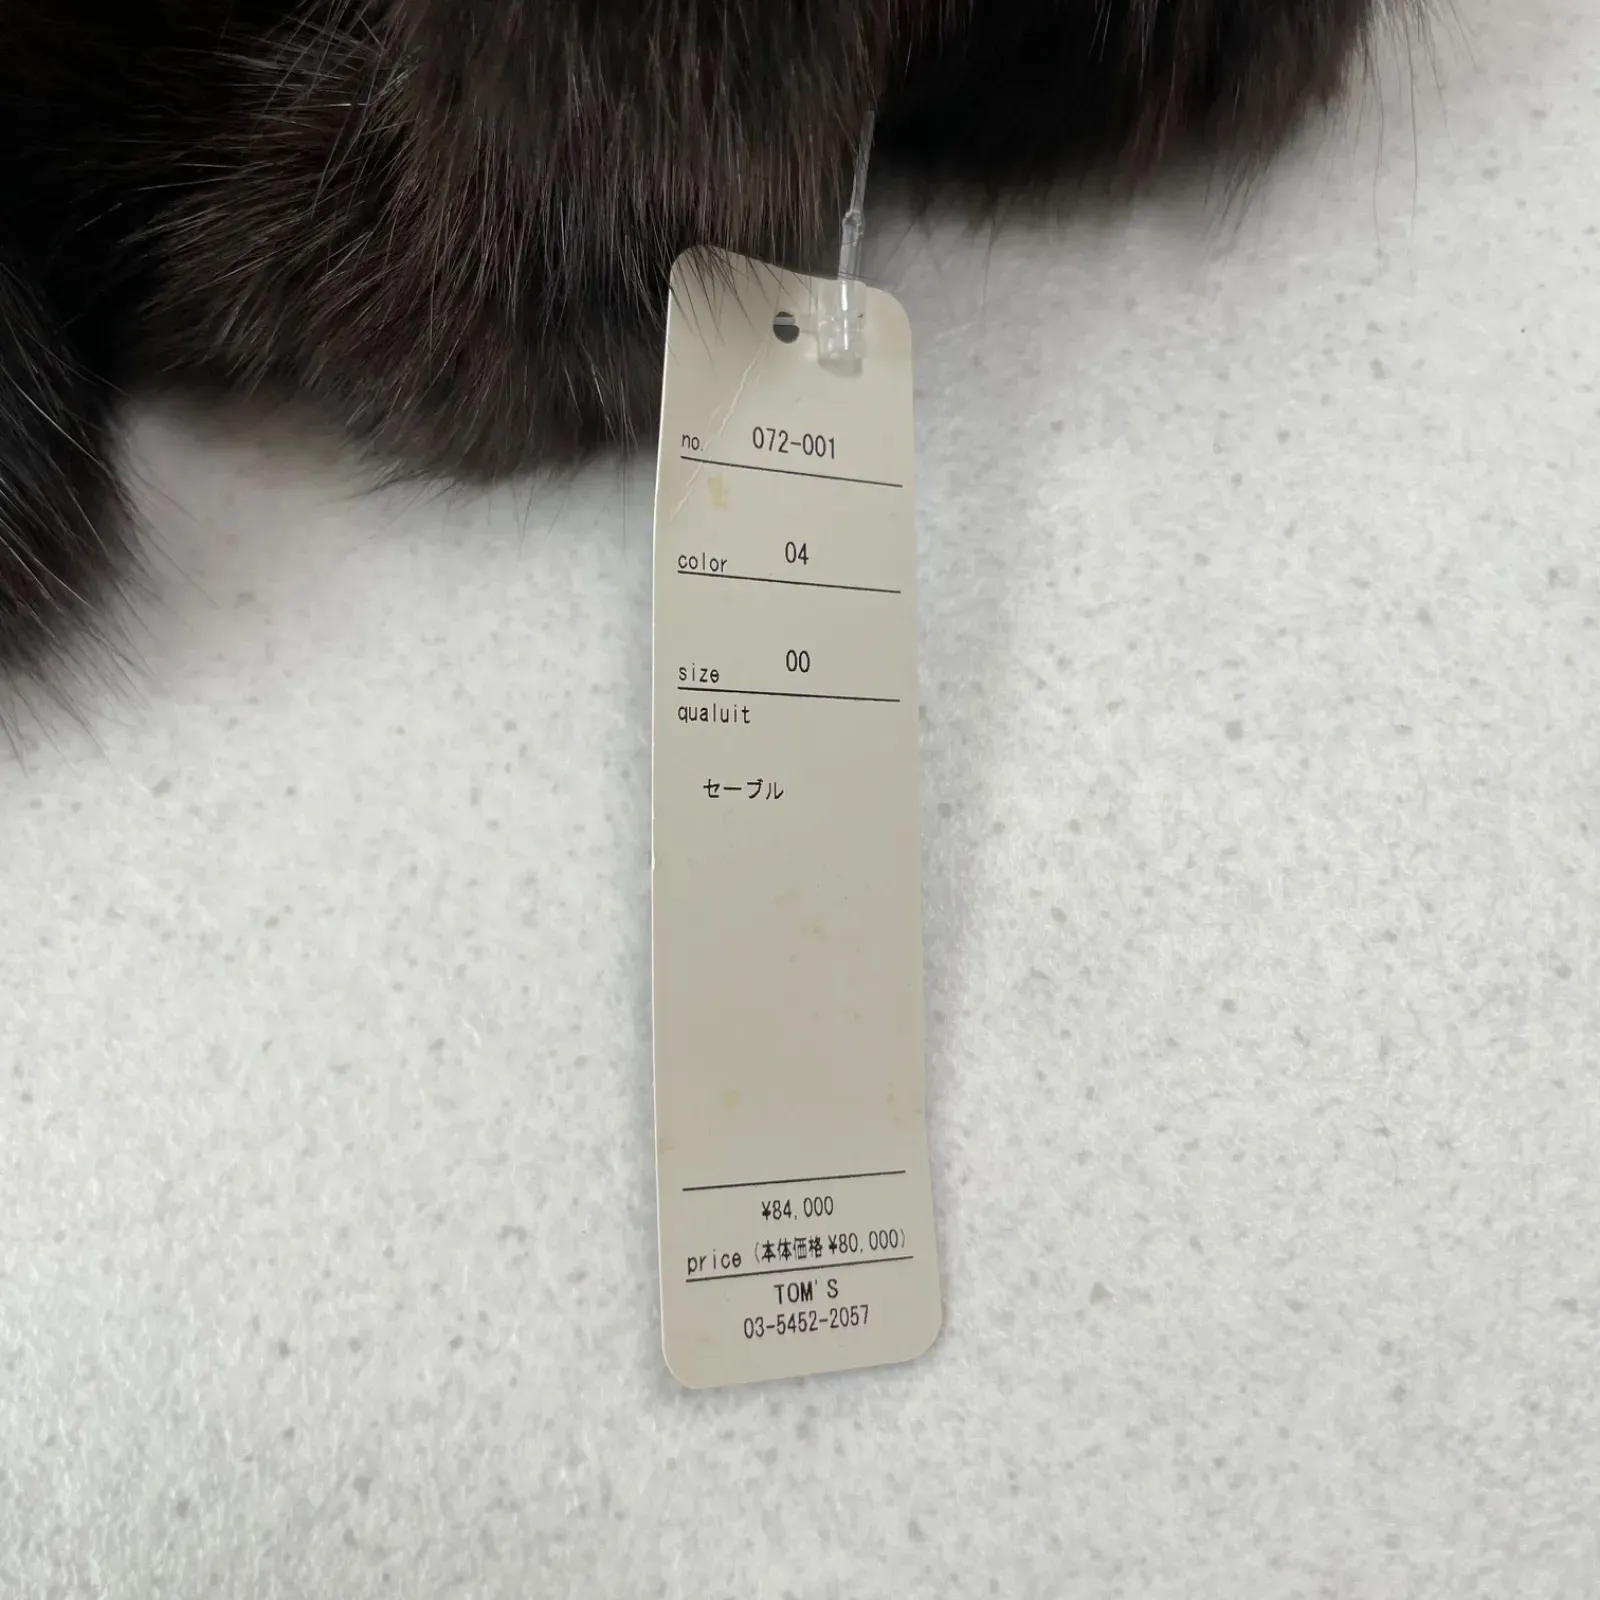 no. 072-001
color 04
size 00
qualuit
セーブル
¥84,000
price (本体価格¥80,000)
TOM'S
03-5452-2057